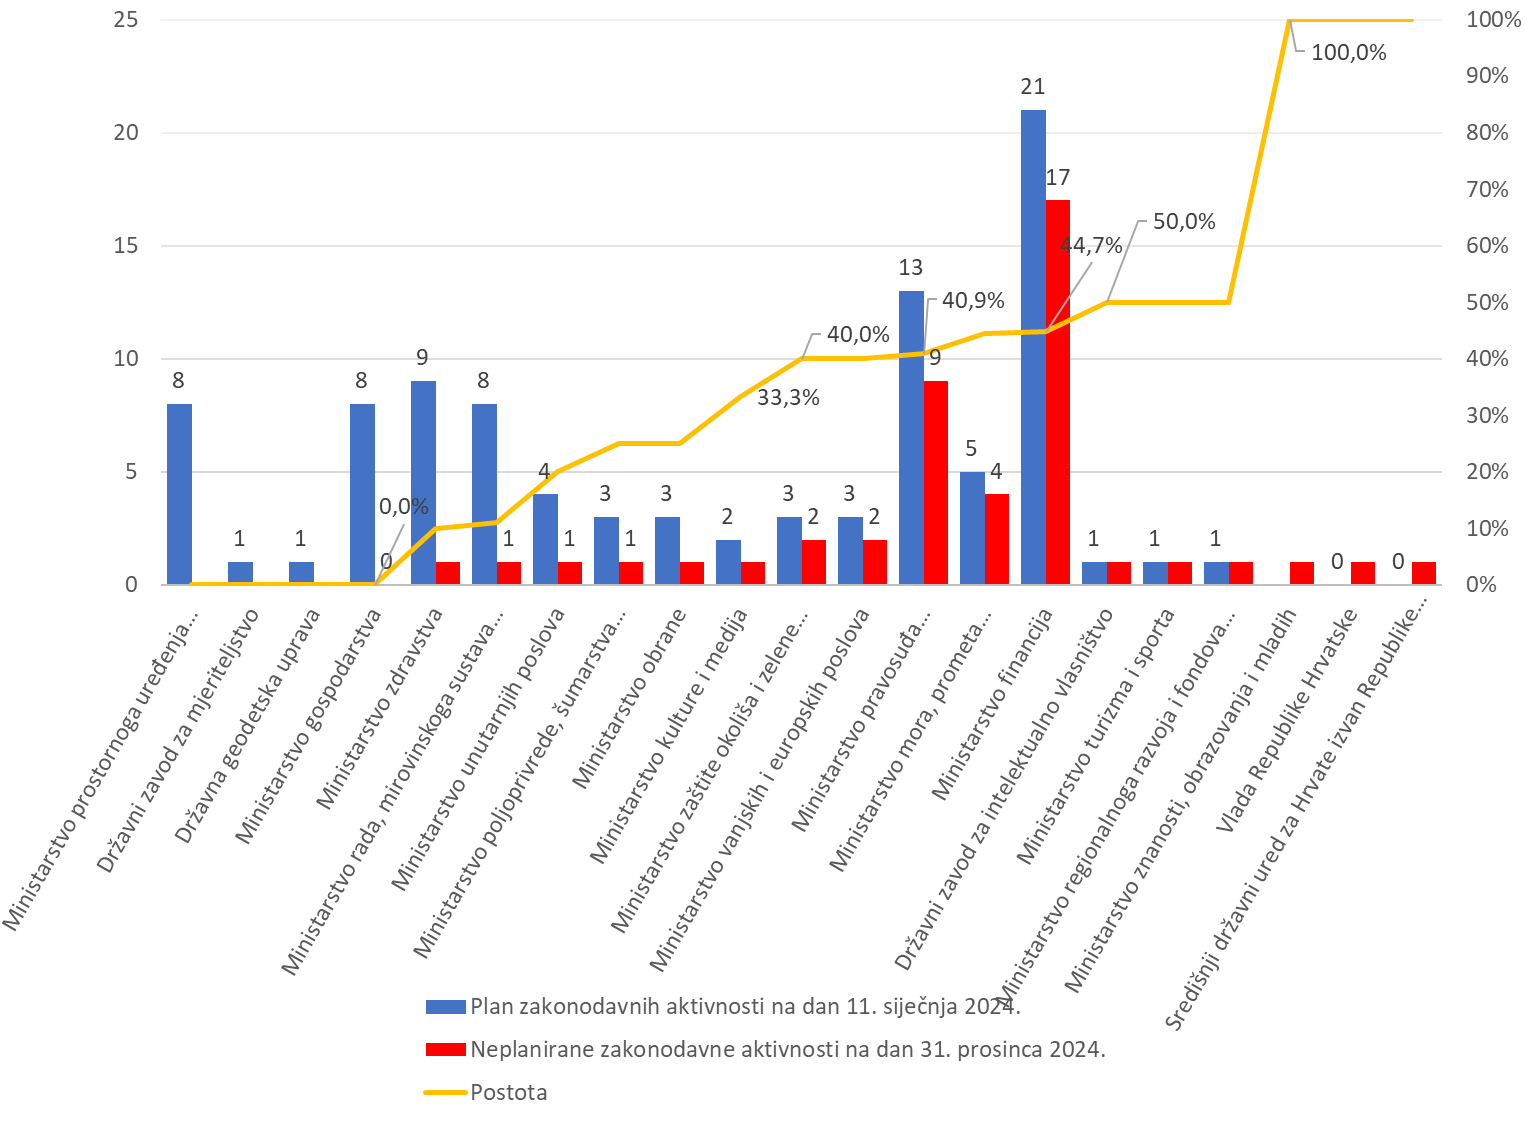 25
20
15
10
5
0
100%
90%
80%
70%
60%
50%
40%
30%
20%
10%
0%
8
1
1
8
0
9
8
1
4
1
3
1
3
2
3
2
3
2
13
9
5
4
21
17
1
1
1
0
0
0,0%
33,3%
40,0%
40,9%
44,7%
50,0%
100,0%
Ministarstvo prostornoga uređenja...
Državni zavod za mjeriteljstvo
Državna geodetska uprava
Ministarstvo gospodarstva
Ministarstvo zdravstva
Ministarstvo rada, mirovinskoga sustava...
Ministarstvo unutarnjih poslova
Ministarstvo poljoprivrede, šumarstva...
Ministarstvo obrane
Ministarstvo kulture i medija
Ministarstvo zaštite okoliša i zelene...
Ministarstvo vanjskih i europskih poslova
Ministarstvo pravosuđa...
Ministarstvo mora, prometa...
Ministarstvo financija
Državni zavod za intelektualno vlasništvo
Ministarstvo turizma i sporta
Ministarstvo regionalnoga razvoja i fondova...
Ministarstvo znanosti, obrazovanja i mladih
Vlada Republike Hrvatske
Središnji državni ured za Hrvate izvan Republike...
Plan zakonodavnih aktivnosti na dan 11. siječnja 2024.
Neplanirane zakonodavne aktivnosti na dan 31. prosinca 2024.
Postota